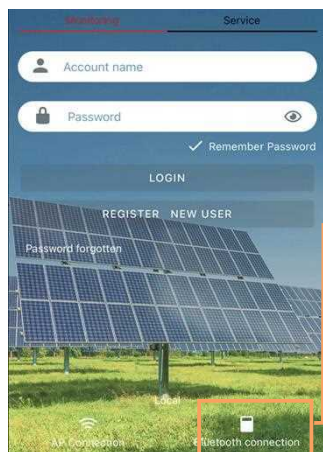 Monitoring Service
Account name
Password
Remember Password
LOGIN
REGISTER NEW USER
Password forgotten
Local
AP Connection Bluetooth connection